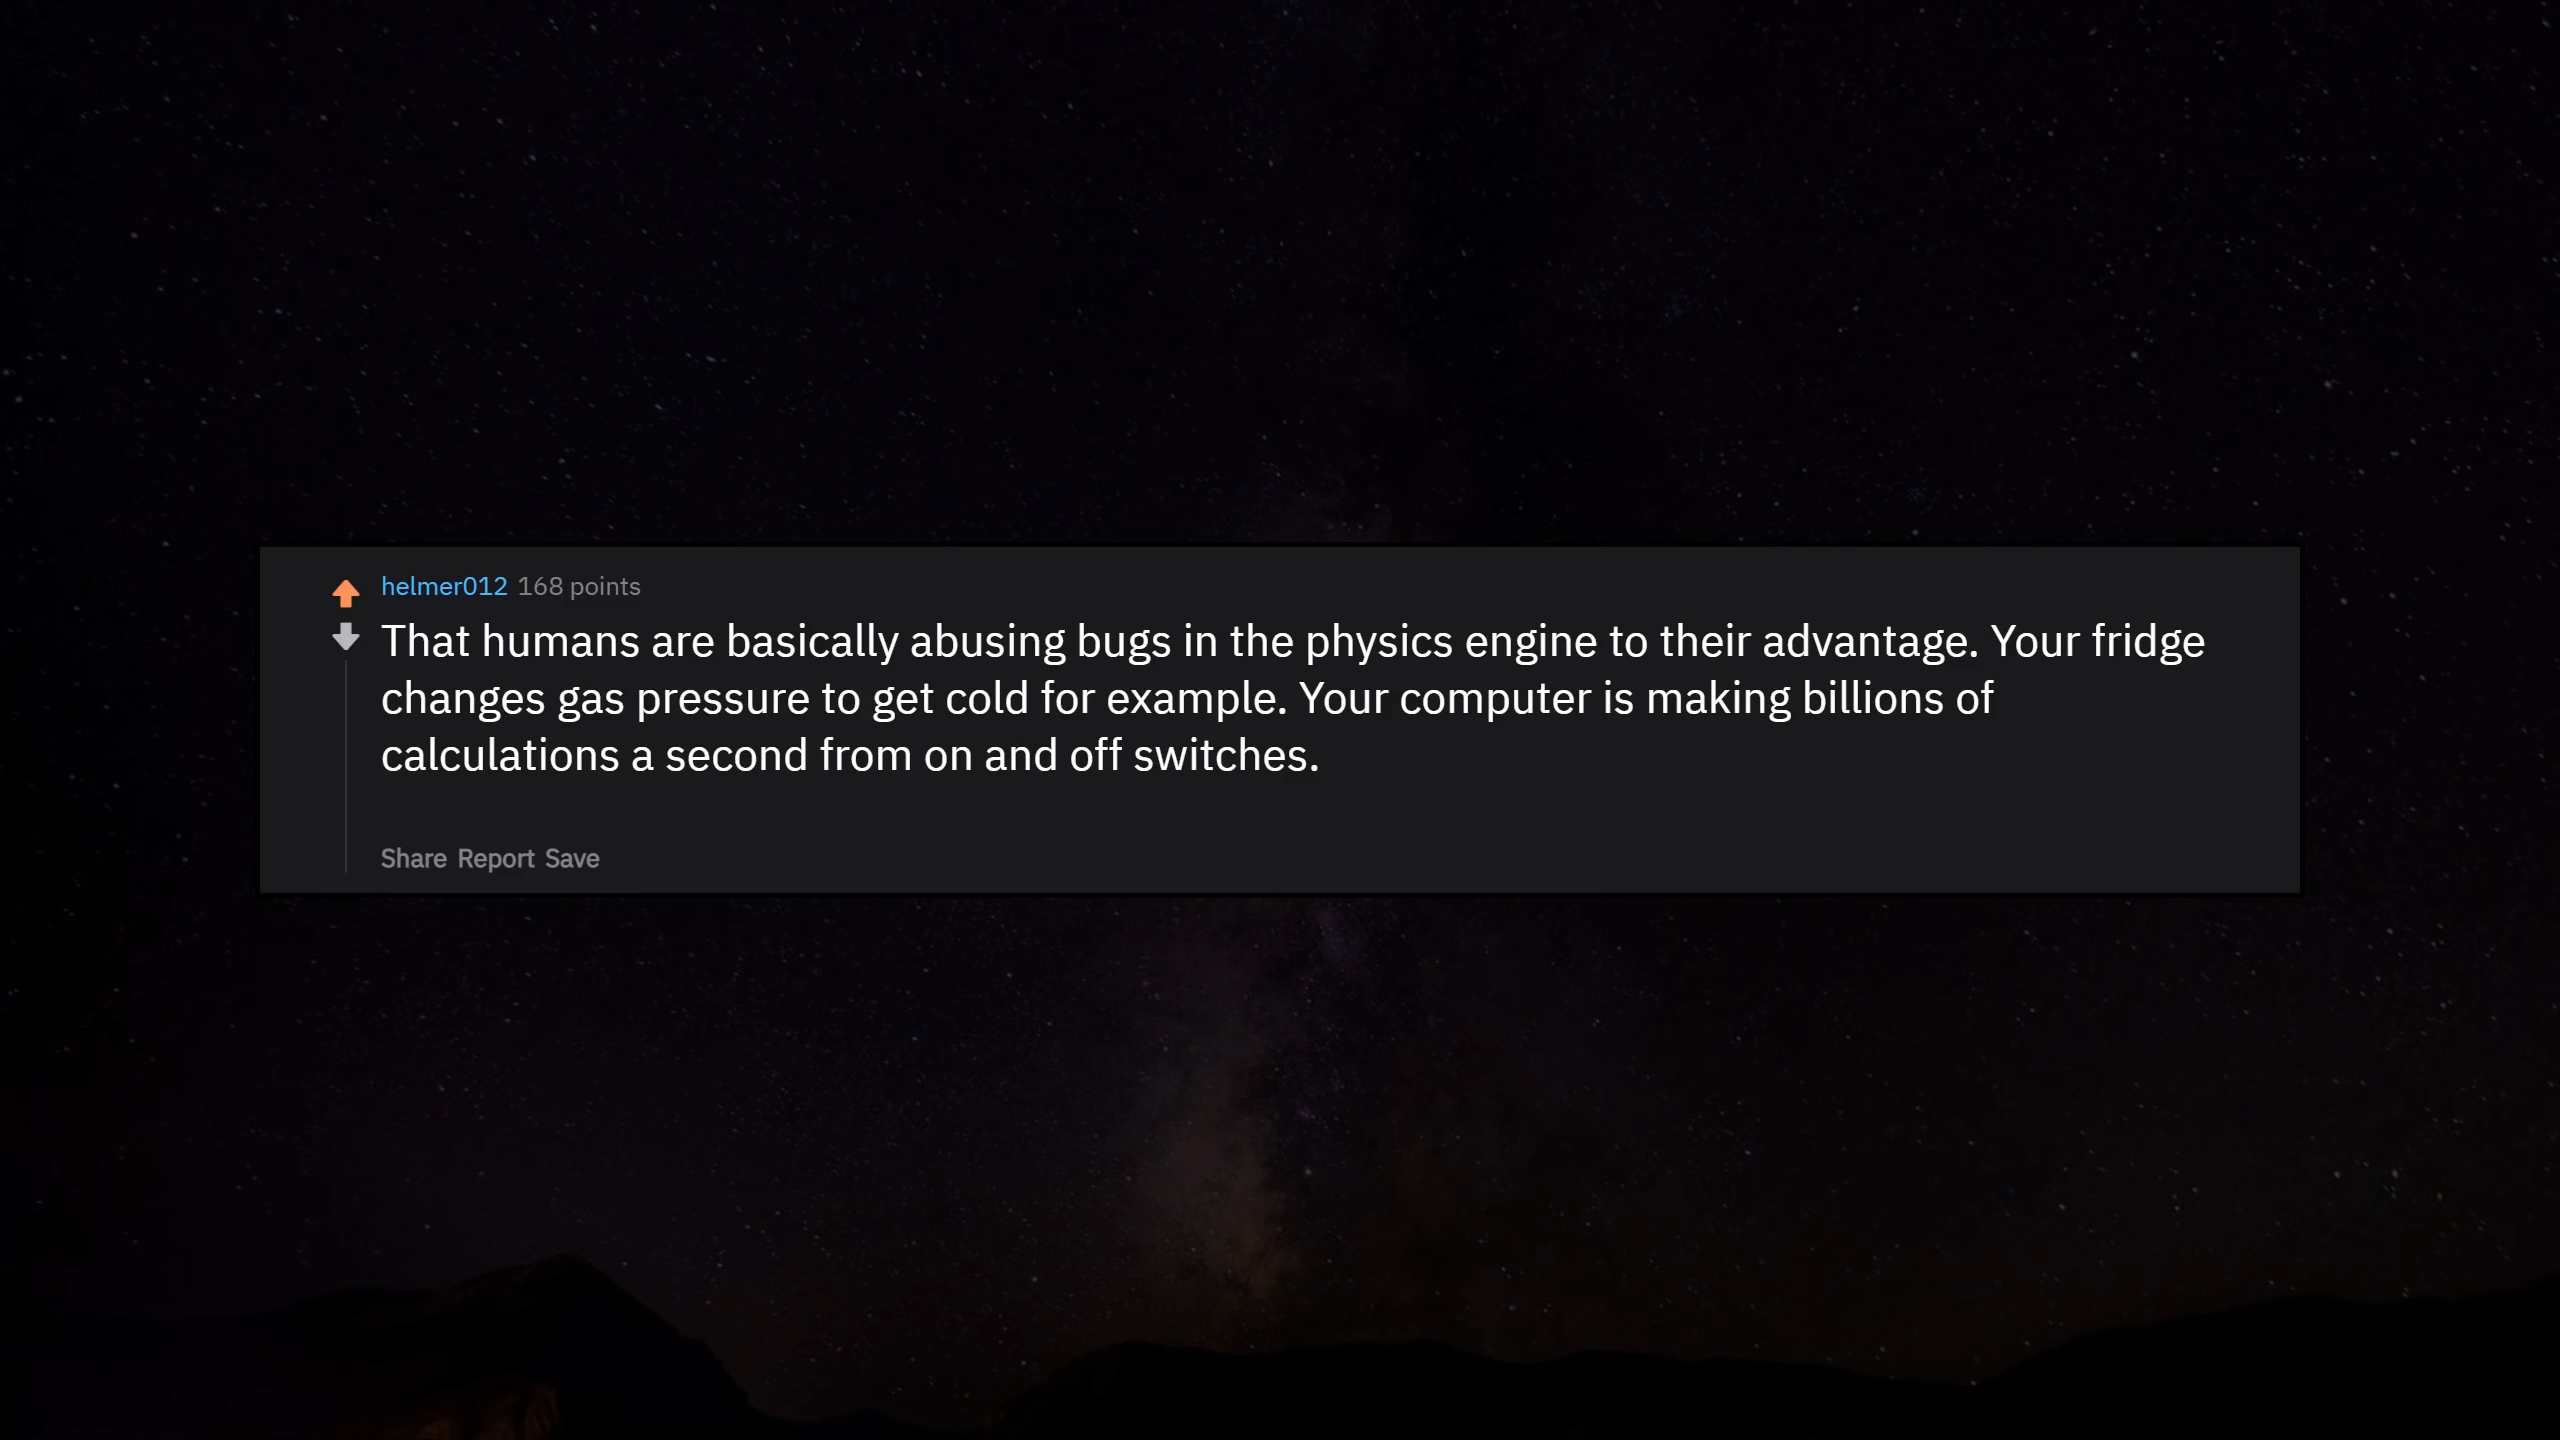 helmer012 168 points
That humans are basically abusing bugs in the physics engine to their advantage. Your fridge
changes gas pressure to get cold for example. Your computer is making billions of
calculations a second from on and off switches.
Share Report Save